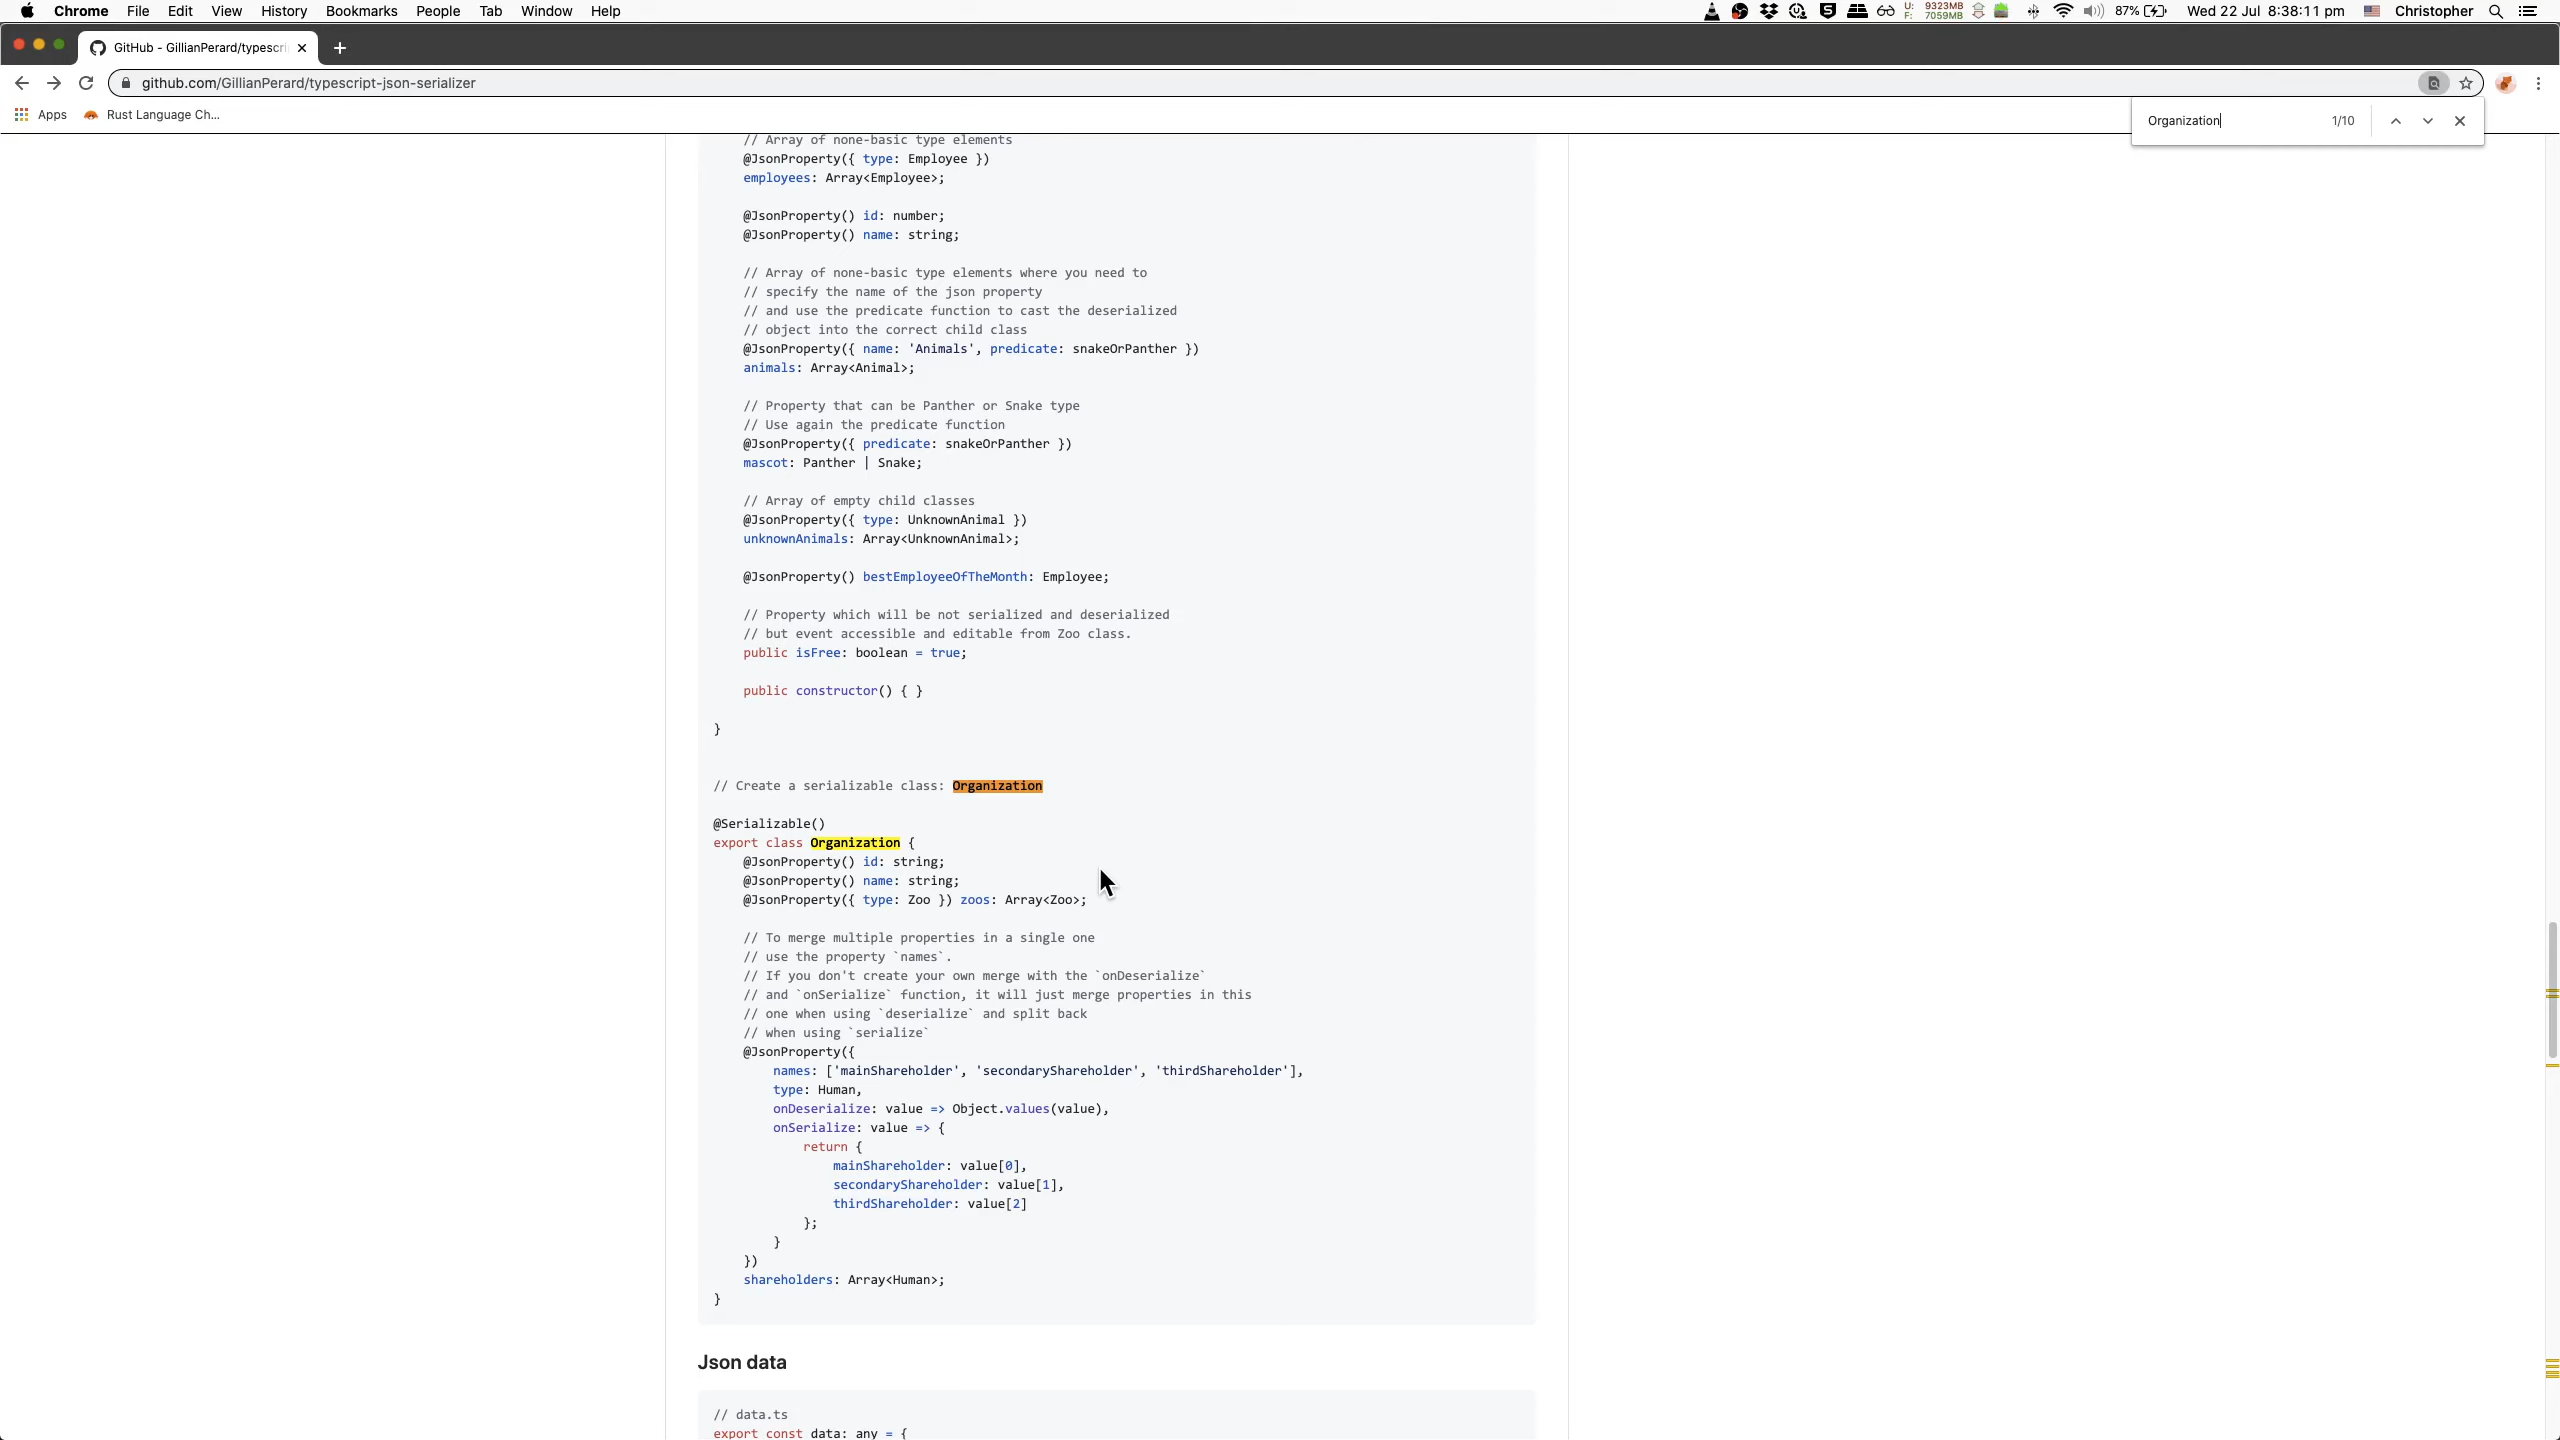 Chrome File Edit View History Bookmarks People Tab Window Help
U: 9323MB
F: 7059MB
87% Wed 22 Jul 8:38:11 pm Christopher
GitHub - GillianPerard/typescri
github.com/GillianPerard/typescript-json-serializer
Apps Rust Language Ch...
Organization 1/10
// Array of none-basic type elements
@JsonProperty({ type: Employee })
employees: Array<Employee>;
@JsonProperty() id: number;
@JsonProperty() name: string;
// Array of none-basic type elements where you need to
// specify the name of the json property
// and use the predicate function to cast the deserialized
// object into the correct child class
@JsonProperty({ name: 'Animals', predicate: snakeOrPanther })
animals: Array<Animal>;
// Property that can be Panther or Snake type
// Use again the predicate function
@JsonProperty({ predicate: snakeOrPanther })
mascot: Panther | Snake;
// Array of empty child classes
@JsonProperty({ type: UnknownAnimal })
unknownAnimals: Array<UnknownAnimal>;
@JsonProperty() bestEmployeeOfTheMonth: Employee;
// Property which will be not serialized and deserialized
// but event accessible and editable from Zoo class.
public isFree: boolean = true;
public constructor() { }
}
// Create a serializable class: Organization
@Serializable()
export class Organization {
@JsonProperty() id: string;
@JsonProperty() name: string;
@JsonProperty({ type: Zoo }) zoos: Array<Zoo>;
// To merge multiple properties in a single one
// use the property `names`.
// If you don't create your own merge with the `onDeserialize`
// and `onSerialize` function, it will just merge properties in this
// one when using `deserialize` and split back
// when using `serialize`
@JsonProperty({
names: ['mainShareholder', 'secondaryShareholder', 'thirdShareholder'],
type: Human,
onDeserialize: value => Object.values(value),
onSerialize: value => {
return {
mainShareholder: value[0],
secondaryShareholder: value[1],
thirdShareholder: value[2]
};
}
})
shareholders: Array<Human>;
}
Json data
// data.ts
export const data: any = {